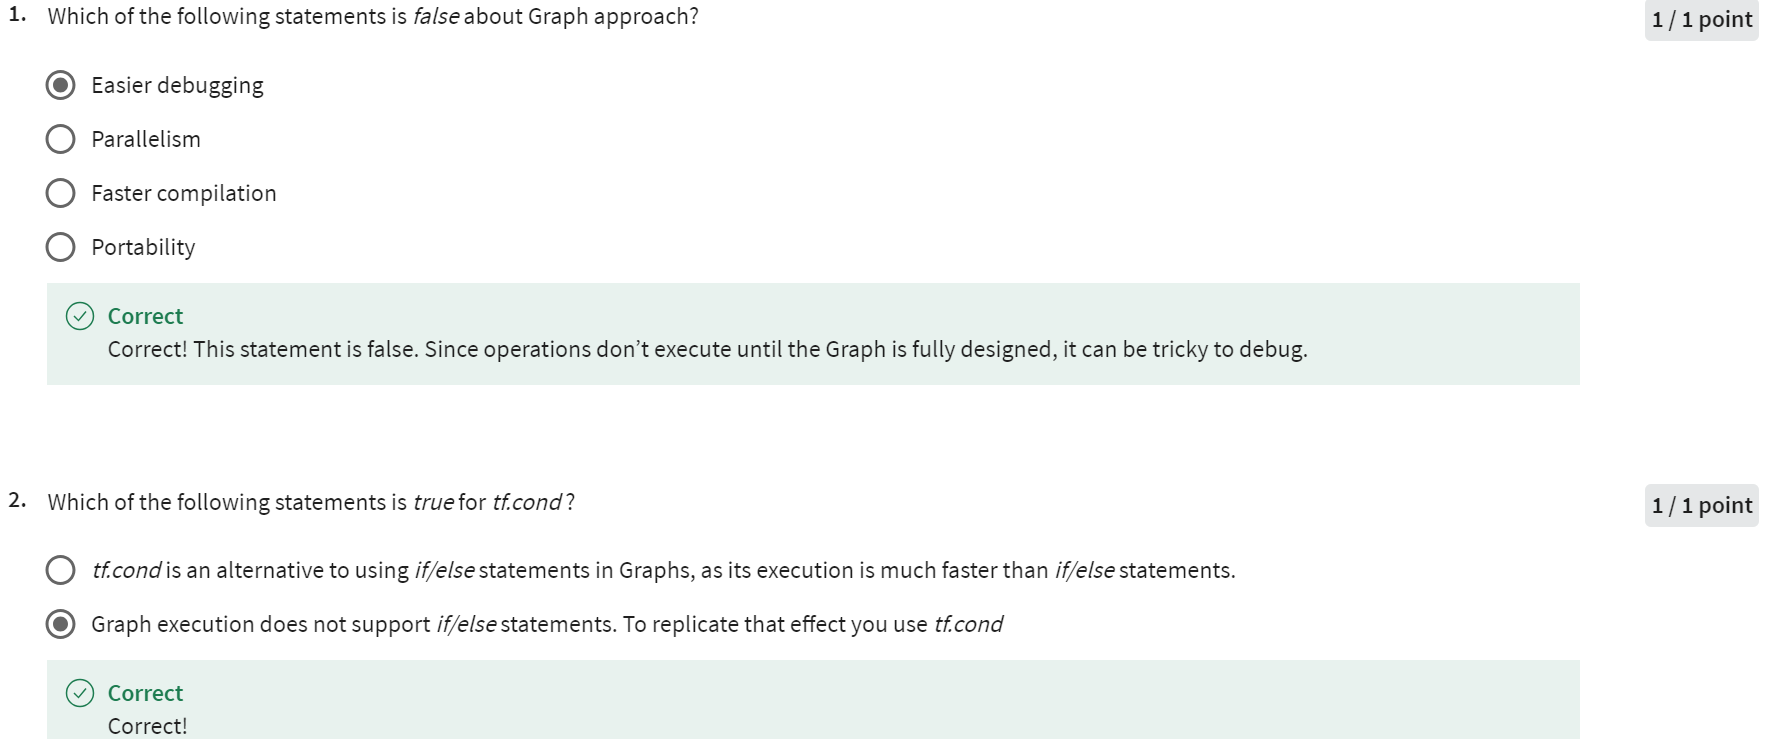 1. Which of the following statements is false about Graph approach?
1 / 1 point
Easier debugging
Parallelism
Faster compilation
Portability
Correct
Correct! This statement is false. Since operations don’t execute until the Graph is fully designed, it can be tricky to debug.
2. Which of the following statements is true for tf.cond?
1 / 1 point
tf.cond is an alternative to using if/else statements in Graphs, as its execution is much faster than if/else statements.
Graph execution does not support if/else statements. To replicate that effect you use tf.cond
Correct
Correct!